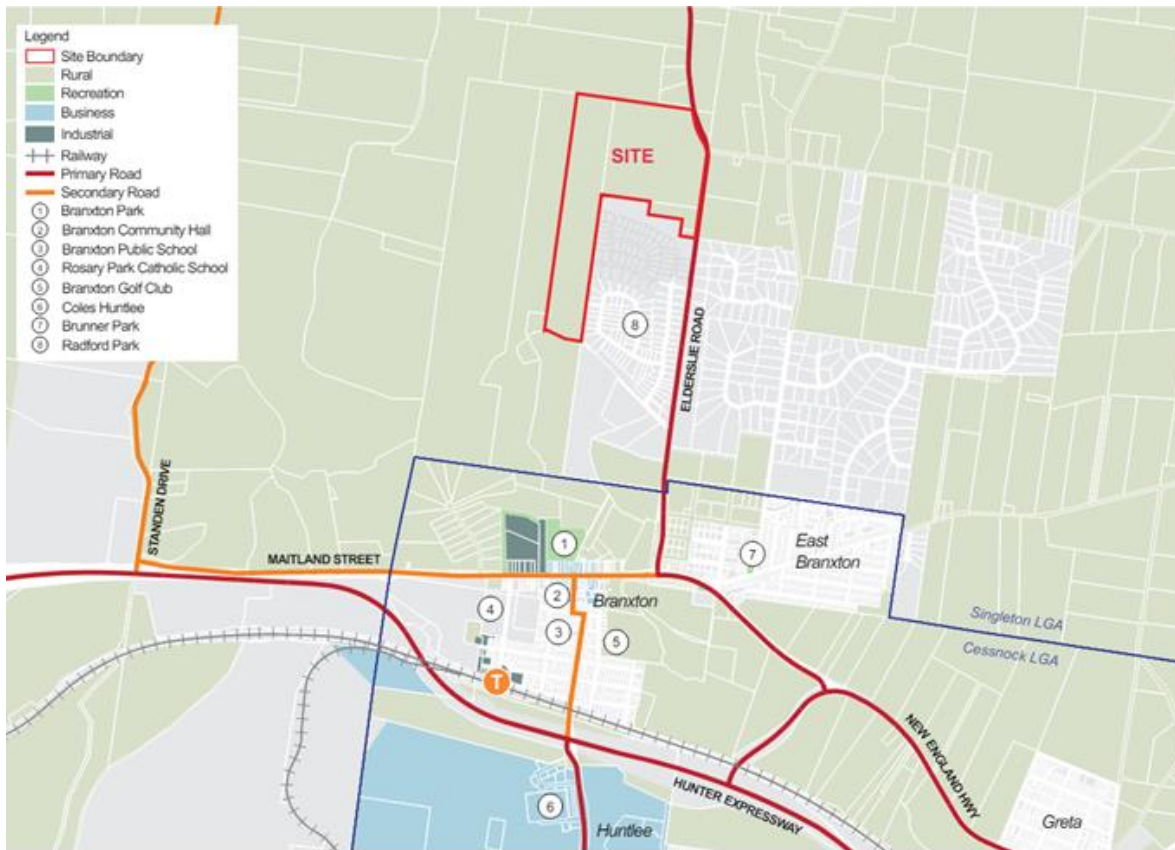 Legend
Site Boundary
Rural
Recreation
Business
Industrial
Railway
Primary Road
Secondary Road
1 Branxton Park
2 Branxton Community Hall
3 Branxton Public School
4 Rosary Park Catholic School
5 Branxton Golf Club
6 Coles Huntlee
7 Brunner Park
8 Radford Park
SITE
8
ELDERSLIE ROAD
STANDEN DRIVE
MAITLAND STREET
1
7
East
Branxton
2
Branxton
4
3
5
Singleton LGA
Cessnock LGA
T
NEW ENGLAND HWY
HUNTER EXPRESSWAY
6
Huntlee
Greta